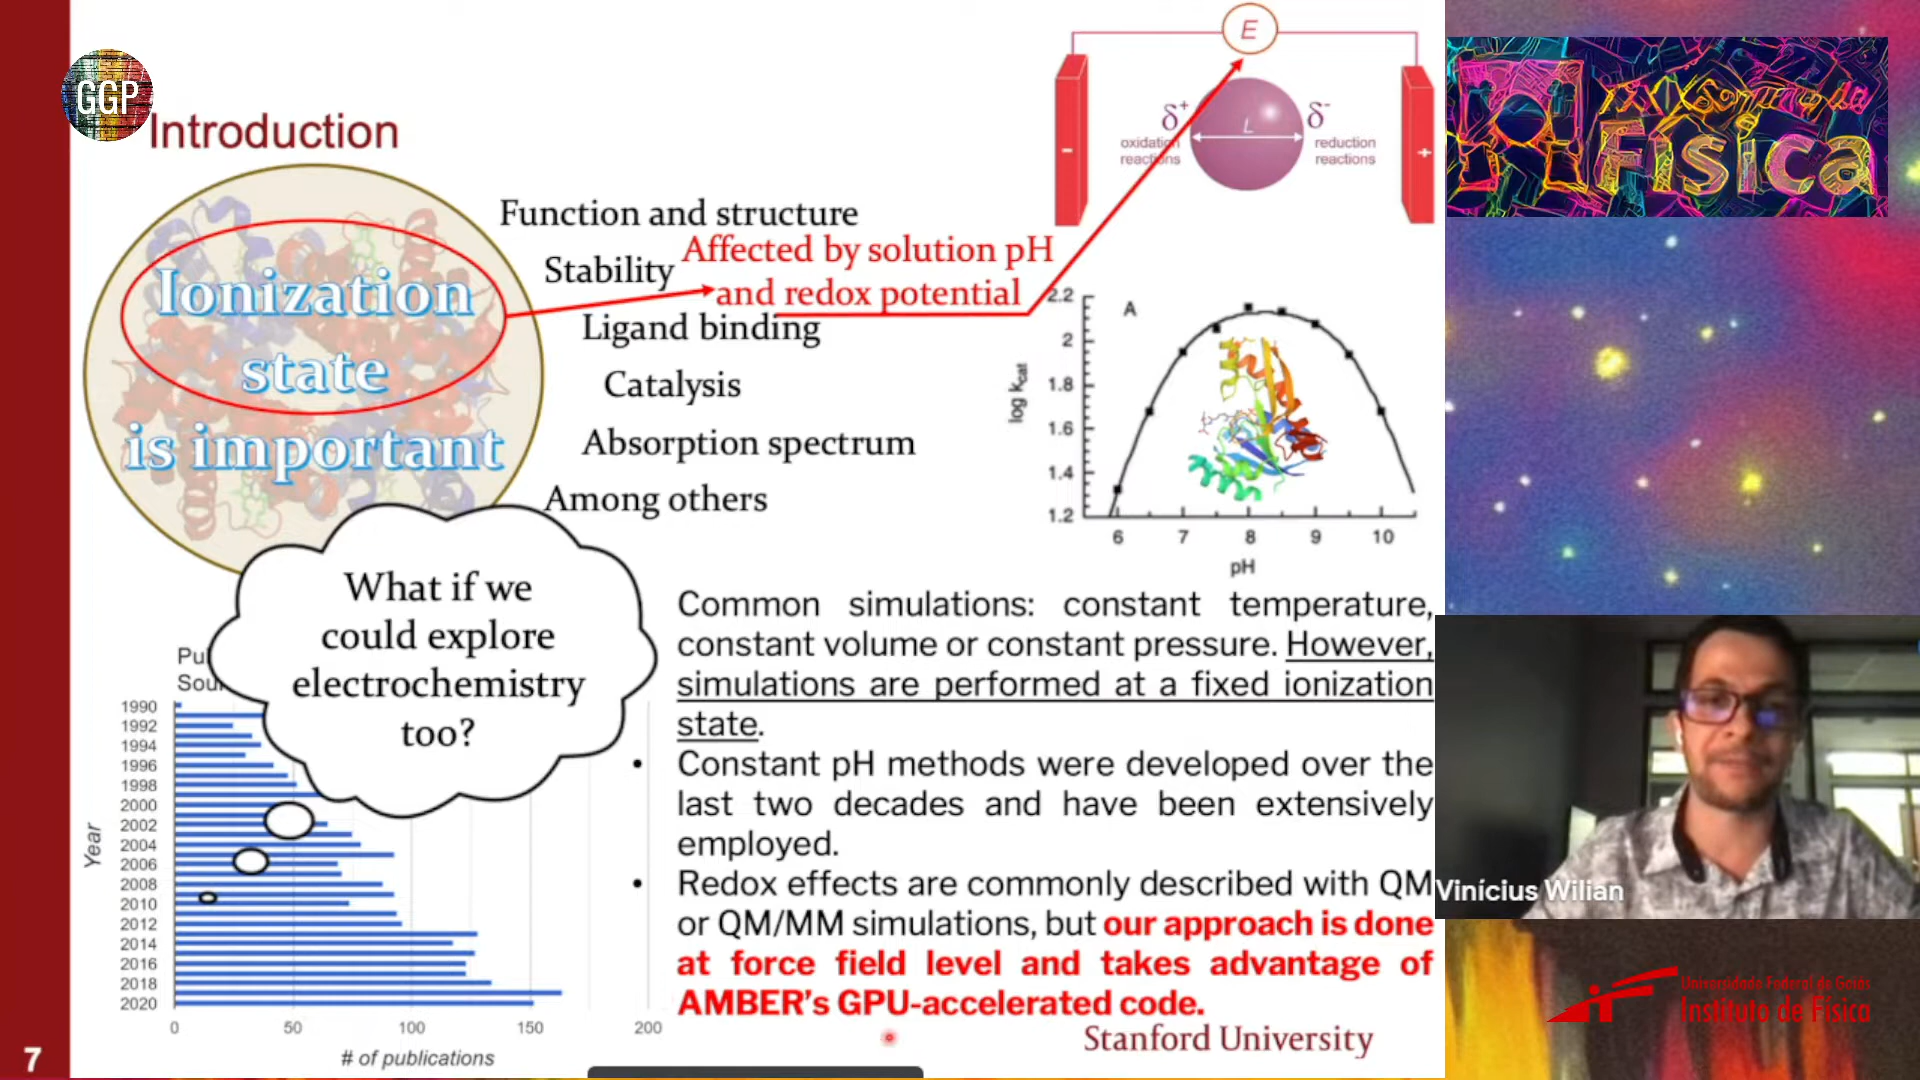 GGP
Introduction
Ionization
state
is important
Function and structure
Stability
Affected by solution pH
and redox potential
Ligand binding
Catalysis
Absorption spectrum
Among others
E
δ+
L
δ-
oxidation
reactions
reduction
reactions
-
+
A
2.2
2
1.8
1.6
1.4
1.2
log kcat
6 7 8 9 10
pH
What if we
could explore
electrochemistry
too?
1990
1992
1994
1996
1998
2000
2002
2004
2006
2008
2010
2012
2014
2016
2018
2020
Year
0 50 100 150 200
# of publications
Common simulations: constant temperature,
constant volume or constant pressure. However,
simulations are performed at a fixed ionization
state.
• Constant pH methods were developed over the
last two decades and have been extensively
employed.
• Redox effects are commonly described with QM
or QM/MM simulations, but our approach is done
at force field level and takes advantage of
AMBER's GPU-accelerated code.
Stanford University
7
Física
Vinícius Wilian
Universidade Federal de Goiás
Instituto de Física